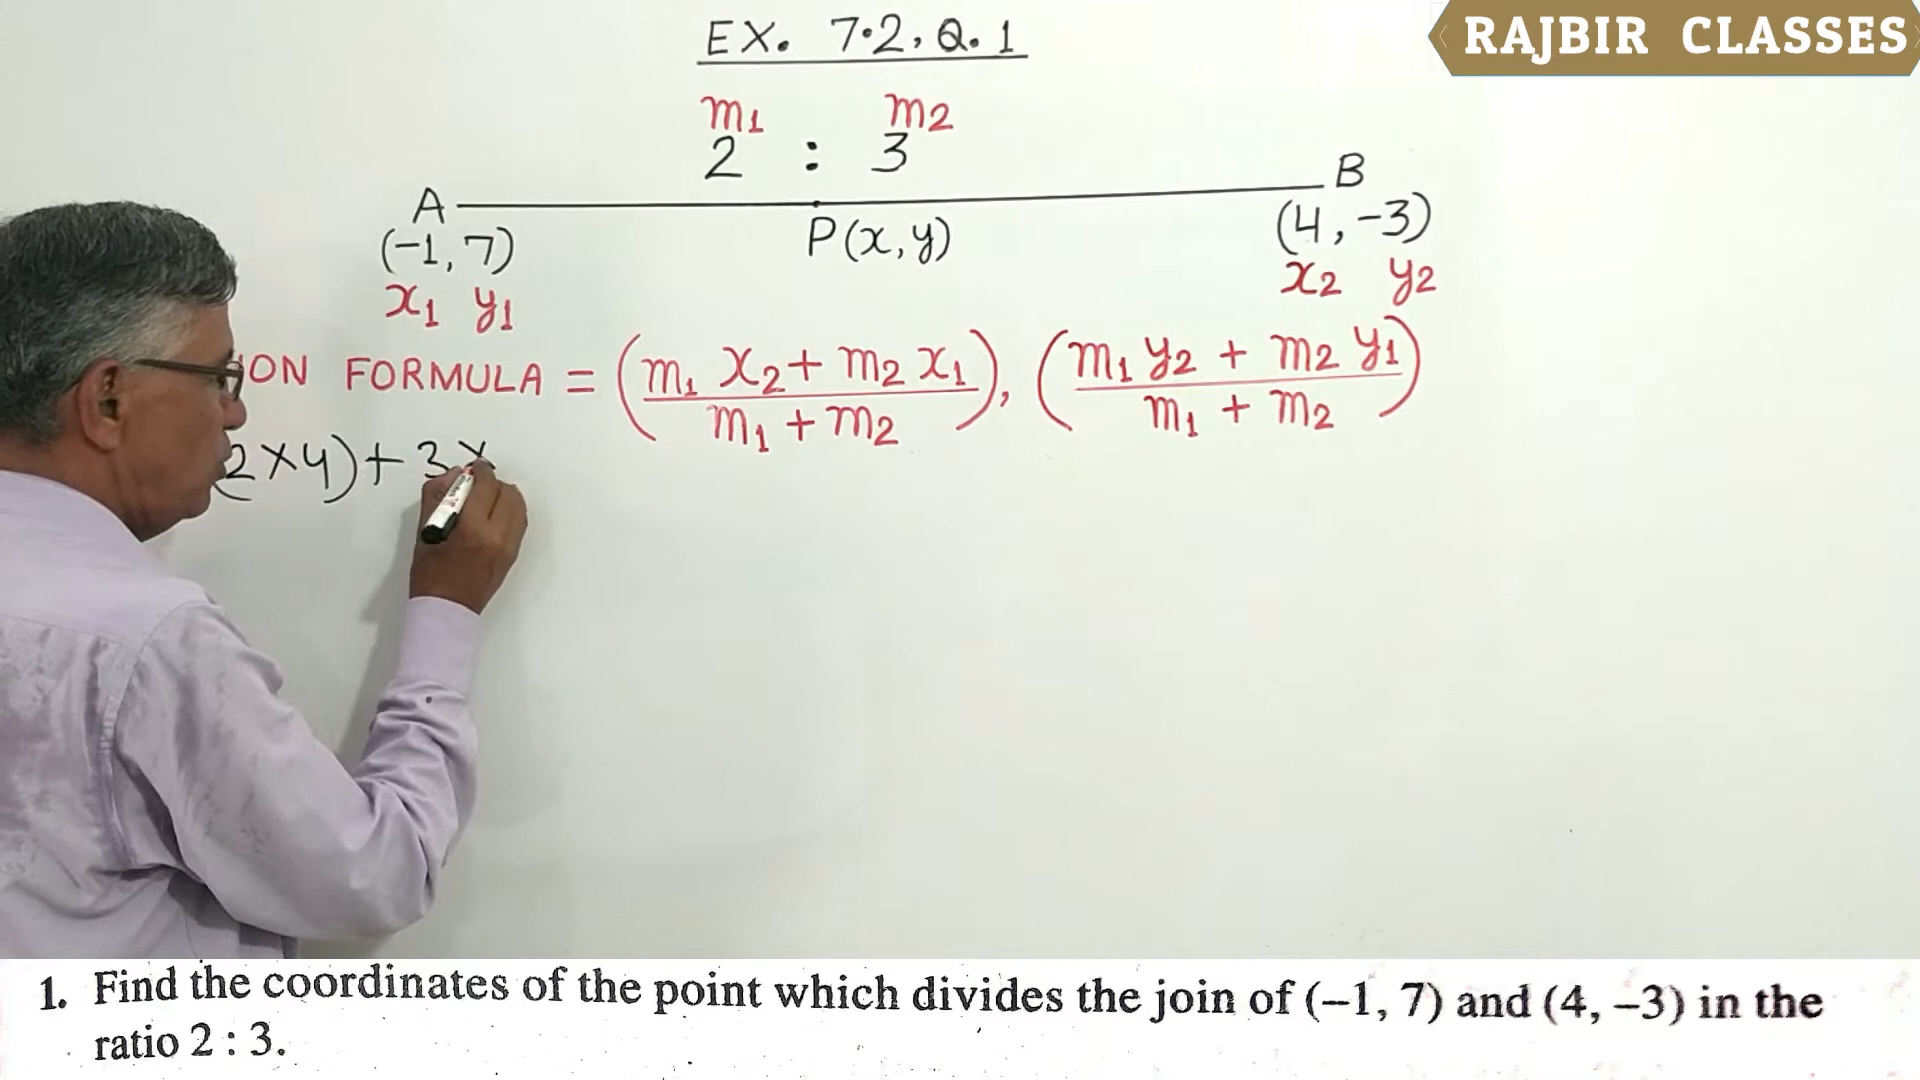 EX. 7.2, Q. 1
RAJBIR CLASSES
m1 m2
2 : 3
A B
(-1, 7) P(x, y) (4, -3)
x1 y1 x2 y2
ION FORMULA = (m1 x2 + m2 x1 / m1 + m2), (m1 y2 + m2 y1 / m1 + m2)
(2×4)+3×
1. Find the coordinates of the point which divides the join of (–1, 7) and (4, –3) in the
ratio 2 : 3.